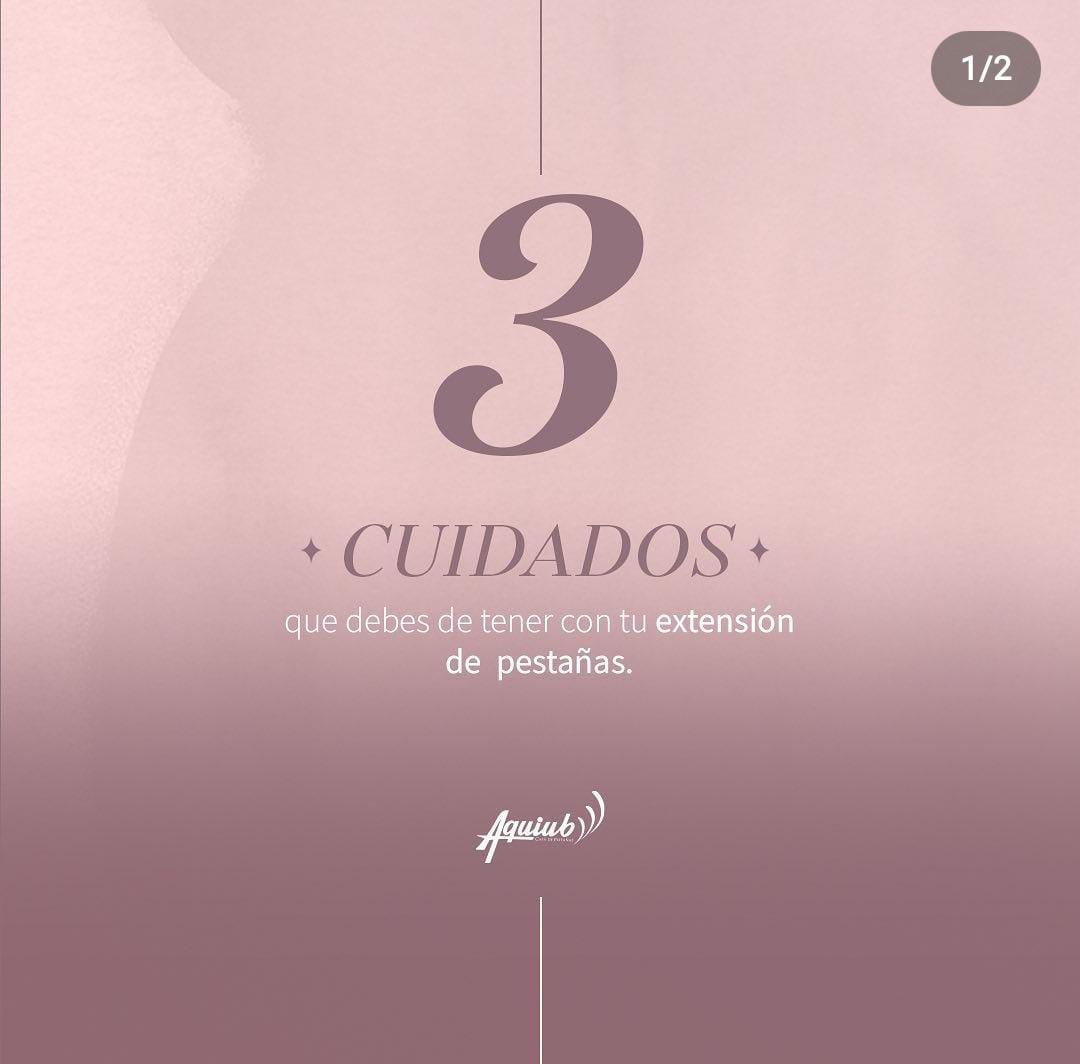 1/2
3
CUIDADOS
que debes de tener con tu extensión
de pestañas.
Aquiub